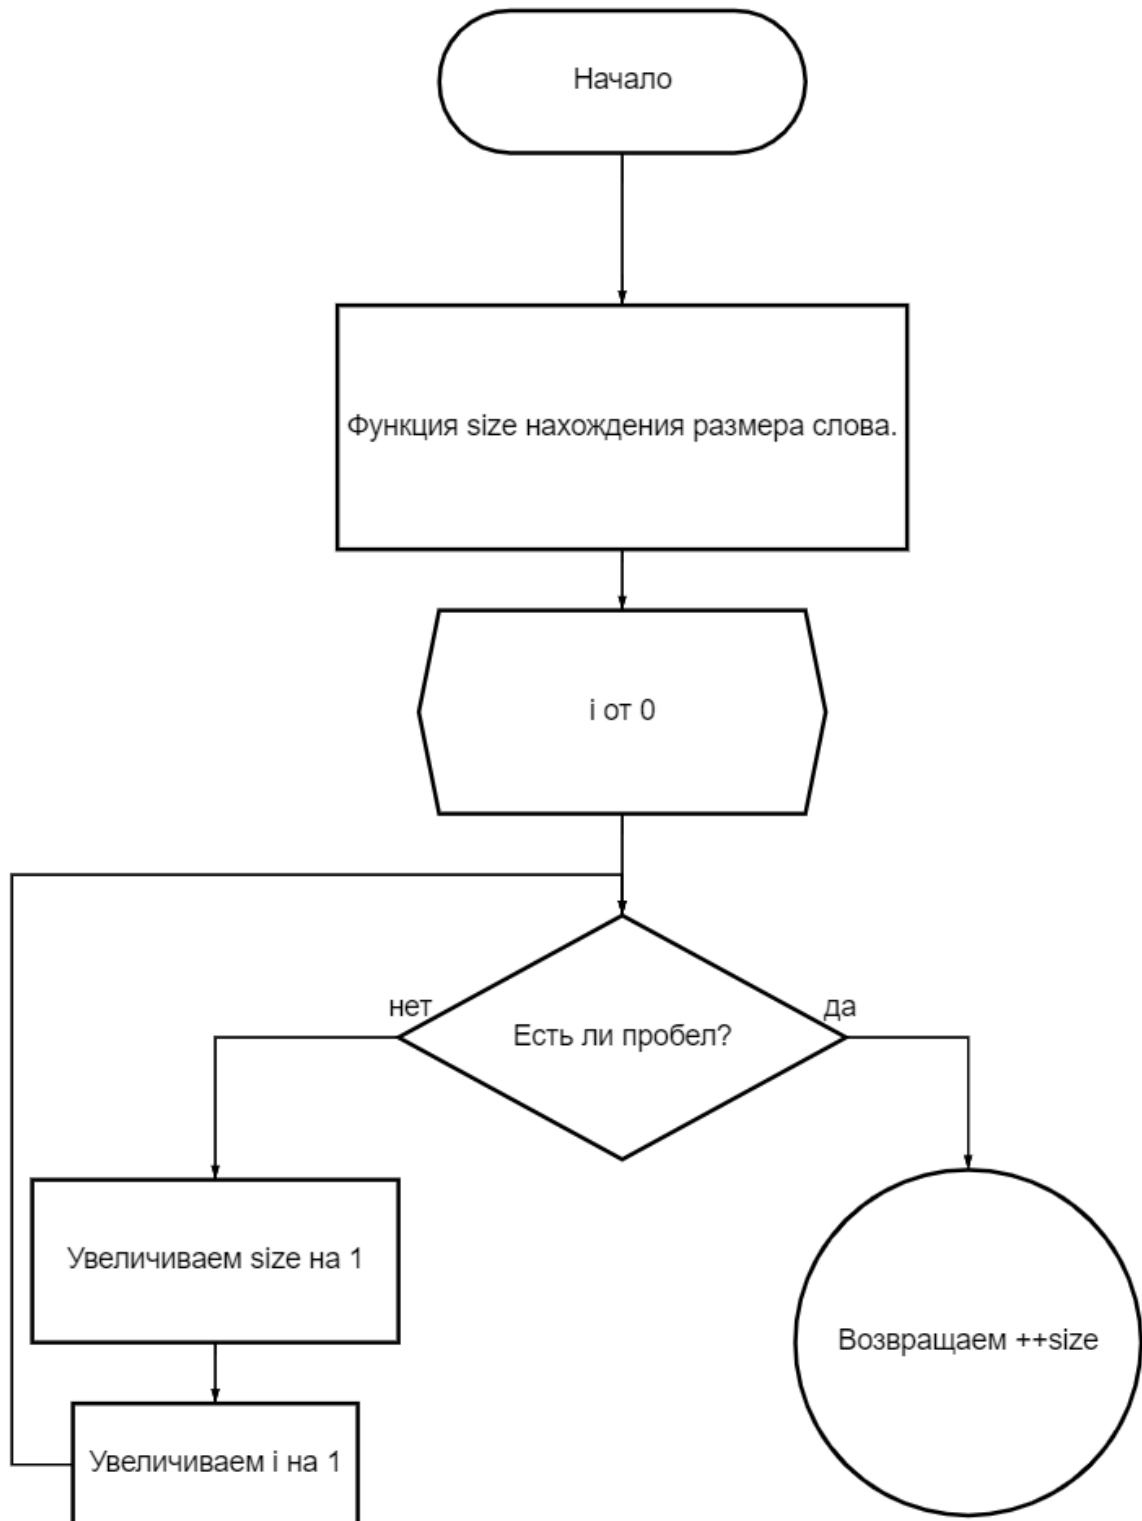 Начало
Функция size нахождения размера слова.
i от 0
нет
да
Есть ли пробел?
Увеличиваем size на 1
Возвращаем ++size
Увеличиваем i на 1